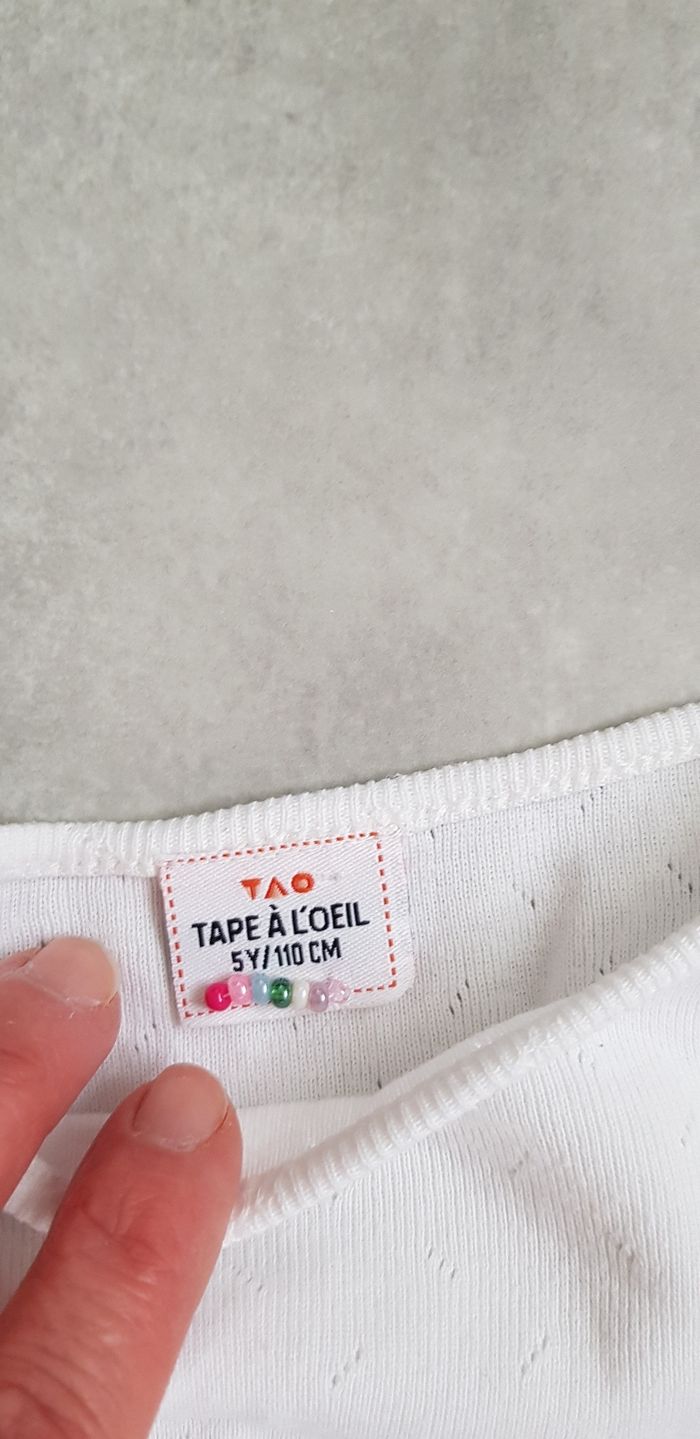 TAO
TAPE À L'OEIL
5Y/110 CM